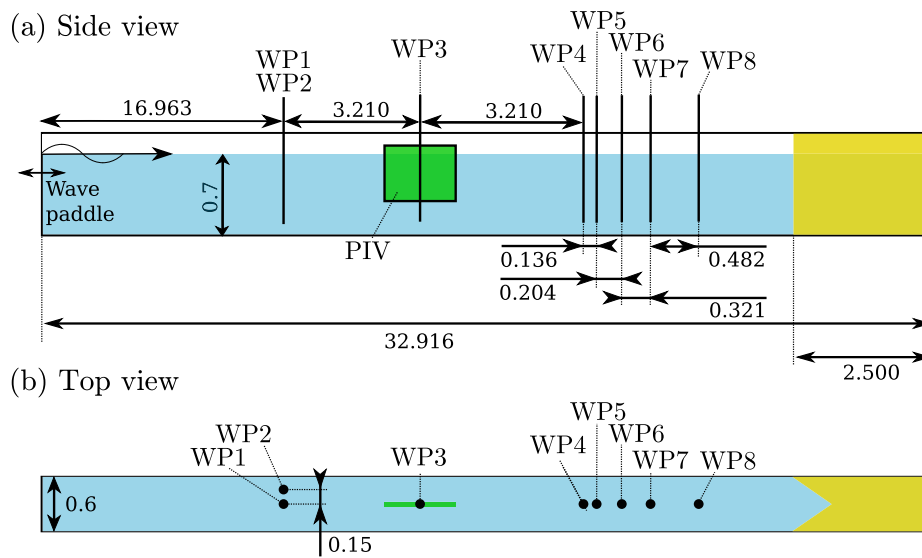 (a) Side view
WP5
WP1
WP2
WP3
WP4
WP6
WP7
WP8
16.963
3.210
3.210
Wave
paddle
0.7
PIV
0.136
0.482
0.204
0.321
32.916
2.500
(b) Top view
WP5
WP2
WP1
WP3
WP4
WP6
WP7
WP8
0.6
0.15